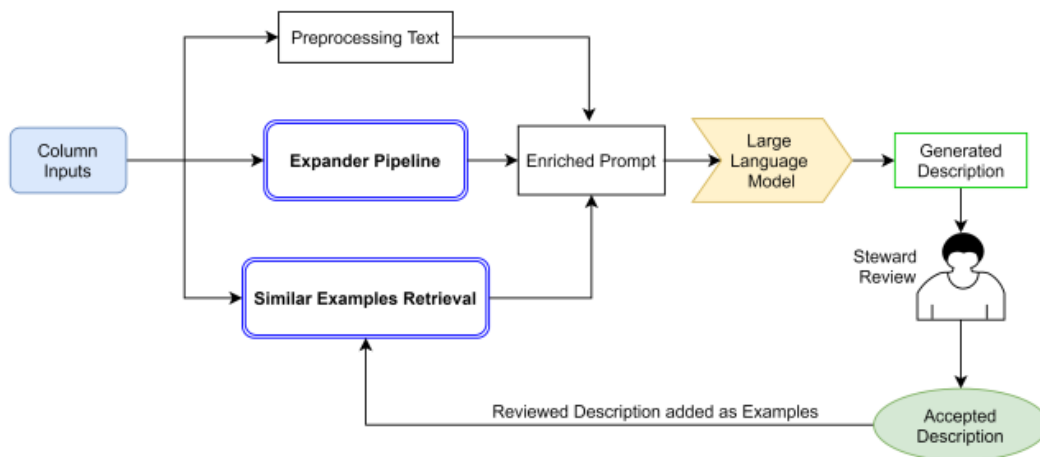 Preprocessing Text
Column
Inputs
Expander Pipeline
Enriched Prompt
Large
Language
Model
Generated
Description
Steward
Review
Similar Examples Retrieval
Reviewed Description added as Examples
Accepted
Description